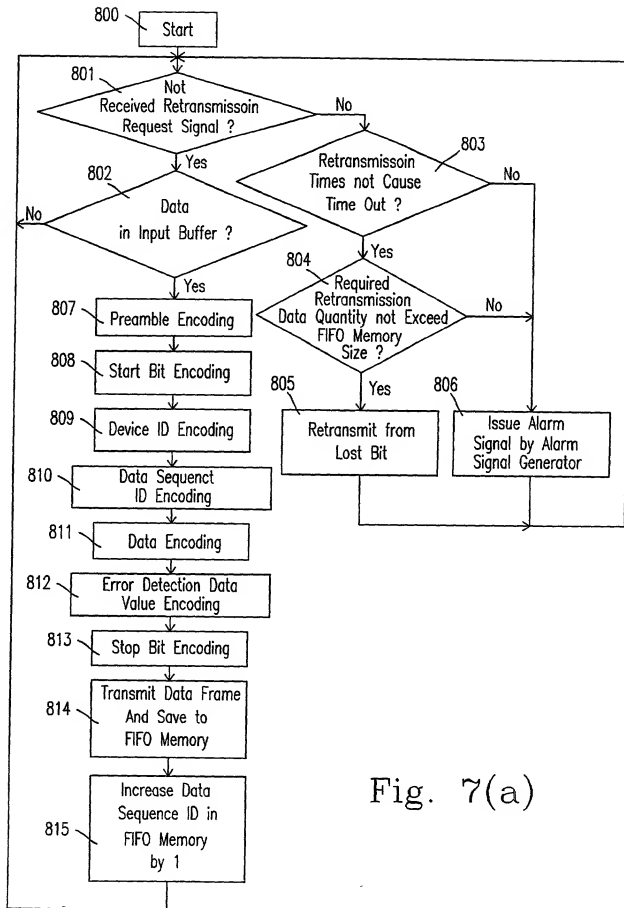 800
Start
801
Not
Received Retransmissoin
Request Signal ?
No
Yes
803
Retransmissoin
Times not Cause
Time Out ?
No
Yes
802
Data
in Input Buffer ?
No
Yes
804
Required
Retransmission
Data Quantity not Exceed
FIFO Memory
Size ?
No
Yes
805
Retransmit from
Lost Bit
806
Issue Alarm
Signal by Alarm
Signal Generator
807
Preamble Encoding
808
Start Bit Encoding
809
Device ID Encoding
810
Data Sequenct
ID Encoding
811
Data Encoding
812
Error Detection Data
Value Encoding
813
Stop Bit Encoding
814
Transmit Data Frame
And Save to
FIFO Memory
815
Increase Data
Sequence ID in
FIFO Memory
by 1
Fig. 7(a)